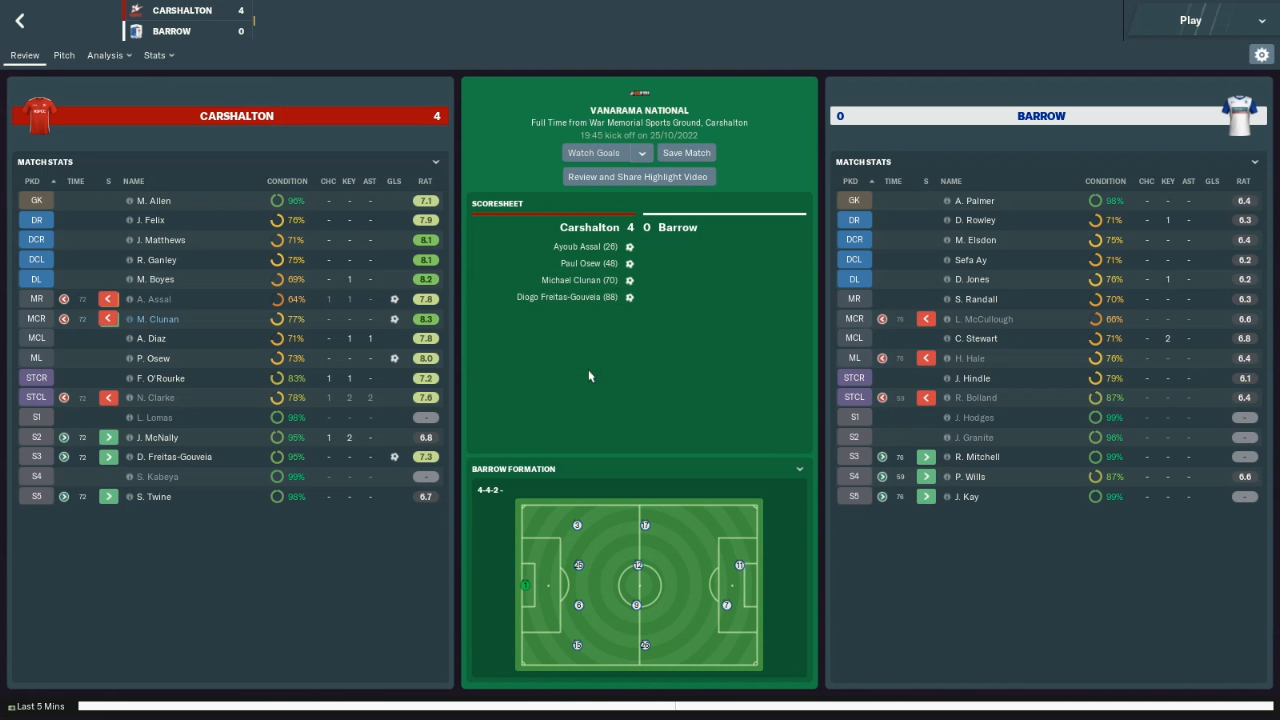 CARSHALTON 4
BARROW 0
Play
Review Pitch Analysis Stats
CARSHALTON 4
MATCH STATS
PKD TIME S NAME CONDITION CHC KEY AST GLS RAT
GK M. Allen 96% - - - 7.1
DR J. Felix 76% - - - 7.9
DCR J. Matthews 71% - - - 8.1
DCL R. Ganley 75% - - - 8.1
DL M. Boyes 69% - 1 - 8.2
MR 72 A. Assal 64% 1 1 - 7.8
MCR 72 M. Clunan 77% - - - 8.3
MCL A. Diaz 71% - 1 1 7.8
ML P. Osew 73% - - - 8.0
STCR F. O'Rourke 83% 1 1 - 7.2
STCL 72 N. Clarke 78% 1 2 2 7.6
S1 L. Lomas 98% - - - -
S2 72 J. McNally 95% 1 2 - 6.8
S3 72 D. Freitas-Gouveia 95% - - - 7.3
S4 S. Kabeya 99% - - - -
S5 72 S. Twine 98% - - - 6.7
VANARAMA NATIONAL
Full Time from War Memorial Sports Ground, Carshalton
19:45 kick off on 25/10/2022
Watch Goals Save Match
Review and Share Highlight Video
SCORESHEET
Carshalton 4 0 Barrow
Ayoub Assal (26)
Paul Osew (48)
Michael Clunan (70)
Diogo Freitas-Gouveia (88)
BARROW FORMATION
4-4-2 -
3 17
25 12 11
1
6 8 7
15 26
0 BARROW
MATCH STATS
PKD TIME S NAME CONDITION CHC KEY AST GLS RAT
GK A. Palmer 98% - - - 6.4
DR D. Rowley 71% - 1 - 6.3
DCR M. Elsdon 75% - - - 6.4
DCL Sefa Ay 71% - - - 6.2
DL D. Jones 76% - 1 - 6.2
MR S. Randall 70% - - - 6.3
MCR 76 L. McCullough 66% - - - 6.6
MCL C. Stewart 71% - 2 - 6.8
ML 76 H. Hale 76% - - - 6.4
STCR J. Hindle 79% - - - 6.1
STCL 59 R. Bolland 87% - - - 6.4
S1 J. Hodges 99% - - - -
S2 J. Granite 96% - - - -
S3 76 R. Mitchell 99% - - - -
S4 59 P. Wills 87% - - - 6.6
S5 76 J. Kay 99% - - - -
Last 5 Mins